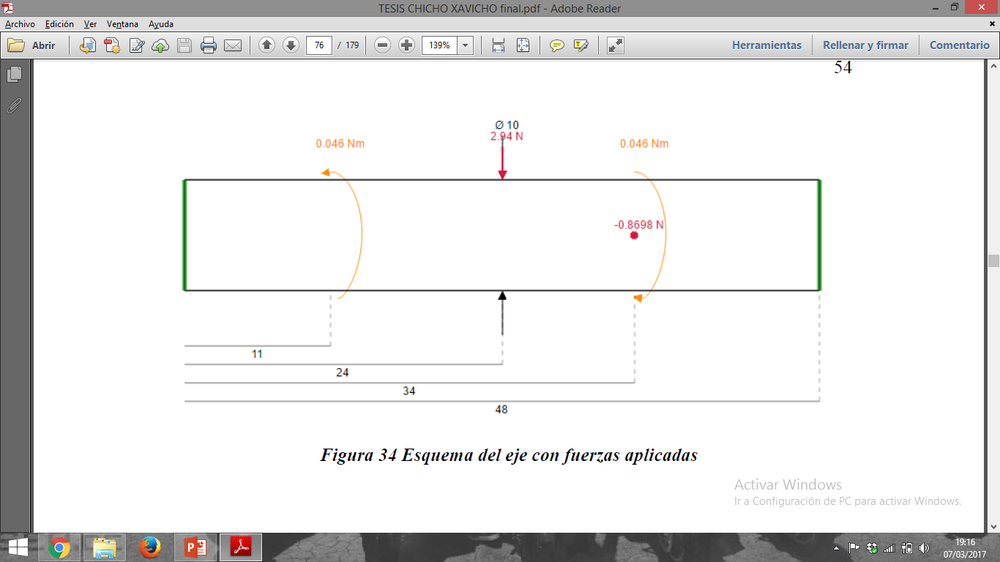 TESIS CHICHO XAVICHO final.pdf - Adobe Reader
Archivo Edición Ver Ventana Ayuda
Abrir 76 / 179 139% Herramientas Rellenar y firmar Comentario
54
Ø 10
2.94 N
0.046 Nm 0.046 Nm
-0.8698 N
11
24
34
48
Figura 34 Esquema del eje con fuerzas aplicadas
Activar Windows
Ir a Configuración de PC para activar Windows.
19:16
07/03/2017